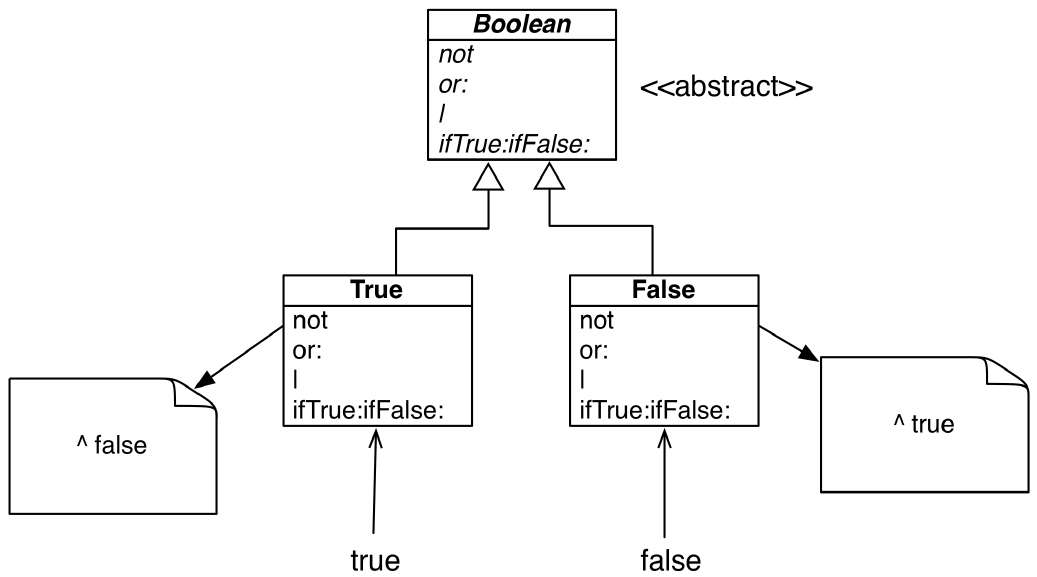 Boolean
not
or:
|
ifTrue:ifFalse:
<<abstract>>
True
not
or:
|
ifTrue:ifFalse:
False
not
or:
|
ifTrue:ifFalse:
^ false
^ true
true
false